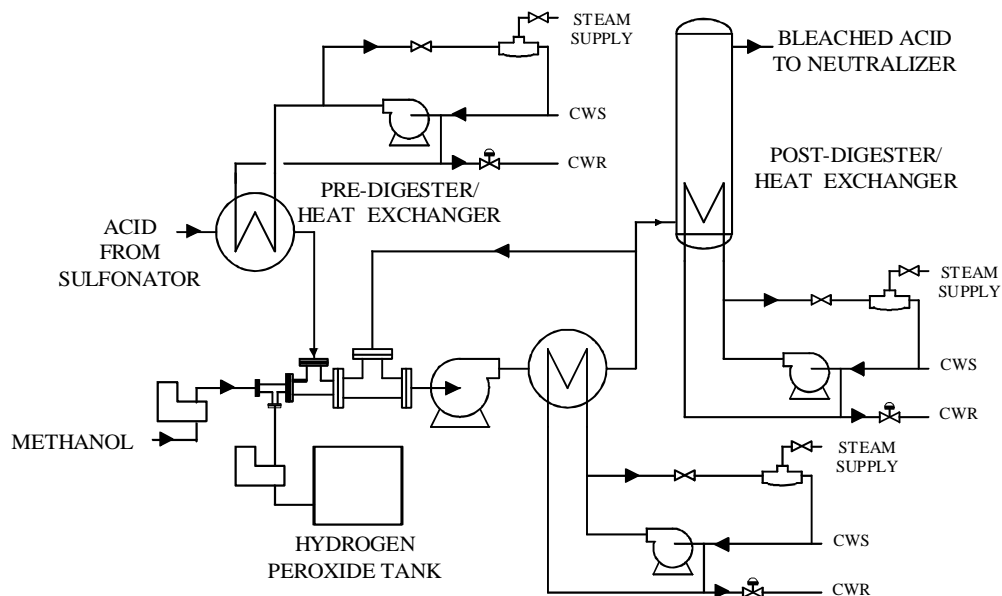 STEAM
SUPPLY
BLEACHED ACID
TO NEUTRALIZER
CWS
CWR
PRE-DIGESTER/
HEAT EXCHANGER
POST-DIGESTER/
HEAT EXCHANGER
ACID
FROM
SULFONATOR
STEAM
SUPPLY
CWS
CWR
METHANOL
STEAM
SUPPLY
HYDROGEN
PEROXIDE TANK
CWS
CWR